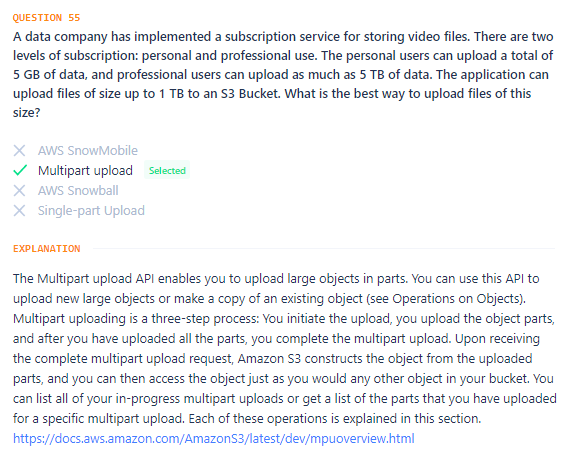 QUESTION 55
A data company has implemented a subscription service for storing video files. There are two
levels of subscription: personal and professional use. The personal users can upload a total of
5 GB of data, and professional users can upload as much as 5 TB of data. The application can
upload files of size up to 1 TB to an S3 Bucket. What is the best way to upload files of this
size?
AWS SnowMobile
Multipart upload Selected
AWS Snowball
Single-part Upload
EXPLANATION
The Multipart upload API enables you to upload large objects in parts. You can use this API to
upload new large objects or make a copy of an existing object (see Operations on Objects).
Multipart uploading is a three-step process: You initiate the upload, you upload the object parts,
and after you have uploaded all the parts, you complete the multipart upload. Upon receiving
the complete multipart upload request, Amazon S3 constructs the object from the uploaded
parts, and you can then access the object just as you would any other object in your bucket. You
can list all of your in-progress multipart uploads or get a list of the parts that you have uploaded
for a specific multipart upload. Each of these operations is explained in this section.
https://docs.aws.amazon.com/AmazonS3/latest/dev/mpuoverview.html